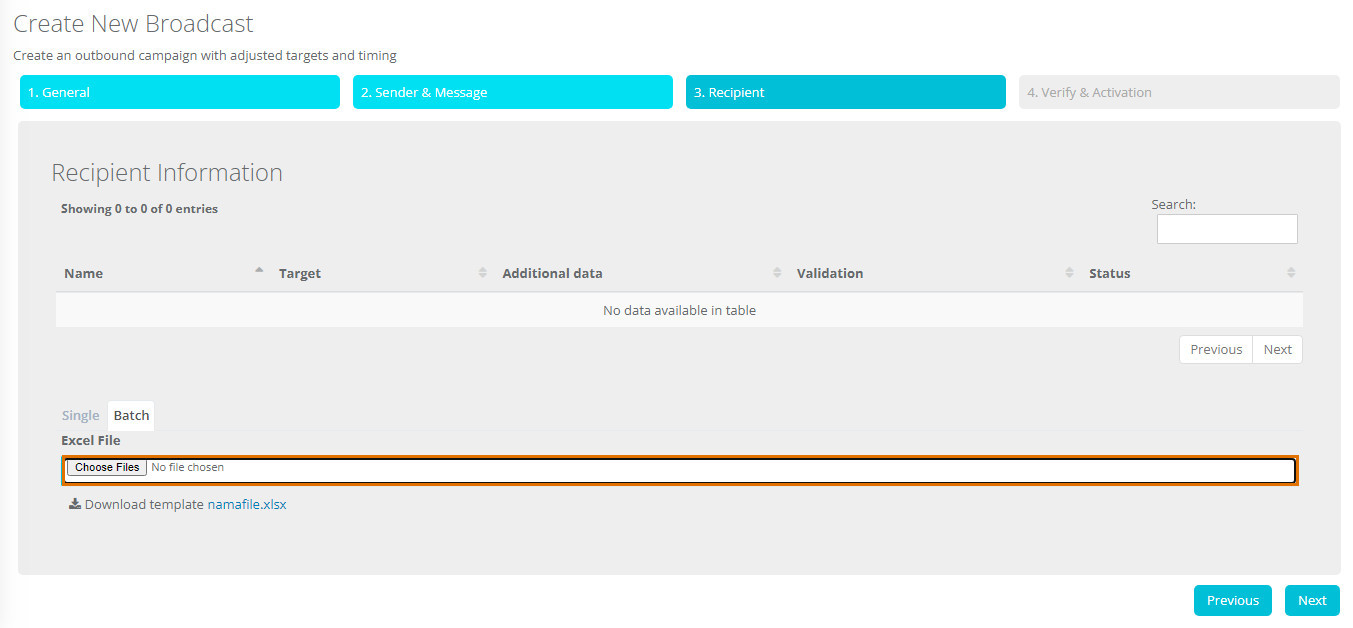 Create New Broadcast
Create an outbound campaign with adjusted targets and timing
1. General
2. Sender & Message
3. Recipient
4. Verify & Activation
Recipient Information
Showing 0 to 0 of 0 entries
Search:
Name Target Additional data Validation Status
No data available in table
Previous Next
Single Batch
Excel File
Choose Files No file chosen
Download template namafile.xlsx
Previous Next